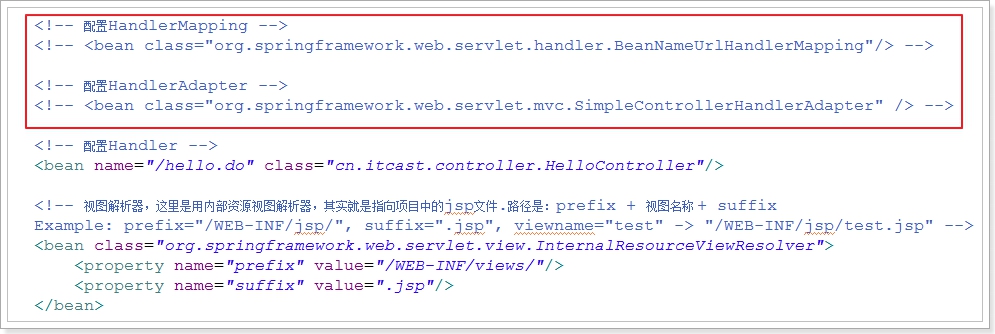 <!-- 配置HandlerMapping -->
<!-- <bean class="org.springframework.web.servlet.handler.BeanNameUrlHandlerMapping"/> -->
<!-- 配置HandlerAdapter -->
<!-- <bean class="org.springframework.web.servlet.mvc.SimpleControllerHandlerAdapter" /> -->
<!-- 配置Handler -->
<bean name="/hello.do" class="cn.itcast.controller.HelloController"/>
<!-- 视图解析器，这里是用内部资源视图解析器，其实就是指向项目中的jsp文件.路径是: prefix + 视图名称 + suffix
Example: prefix="/WEB-INF/jsp/", suffix=".jsp", viewname="test" -> "/WEB-INF/jsp/test.jsp" -->
<bean class="org.springframework.web.servlet.view.InternalResourceViewResolver">
<property name="prefix" value="/WEB-INF/views/"/>
<property name="suffix" value=".jsp"/>
</bean>